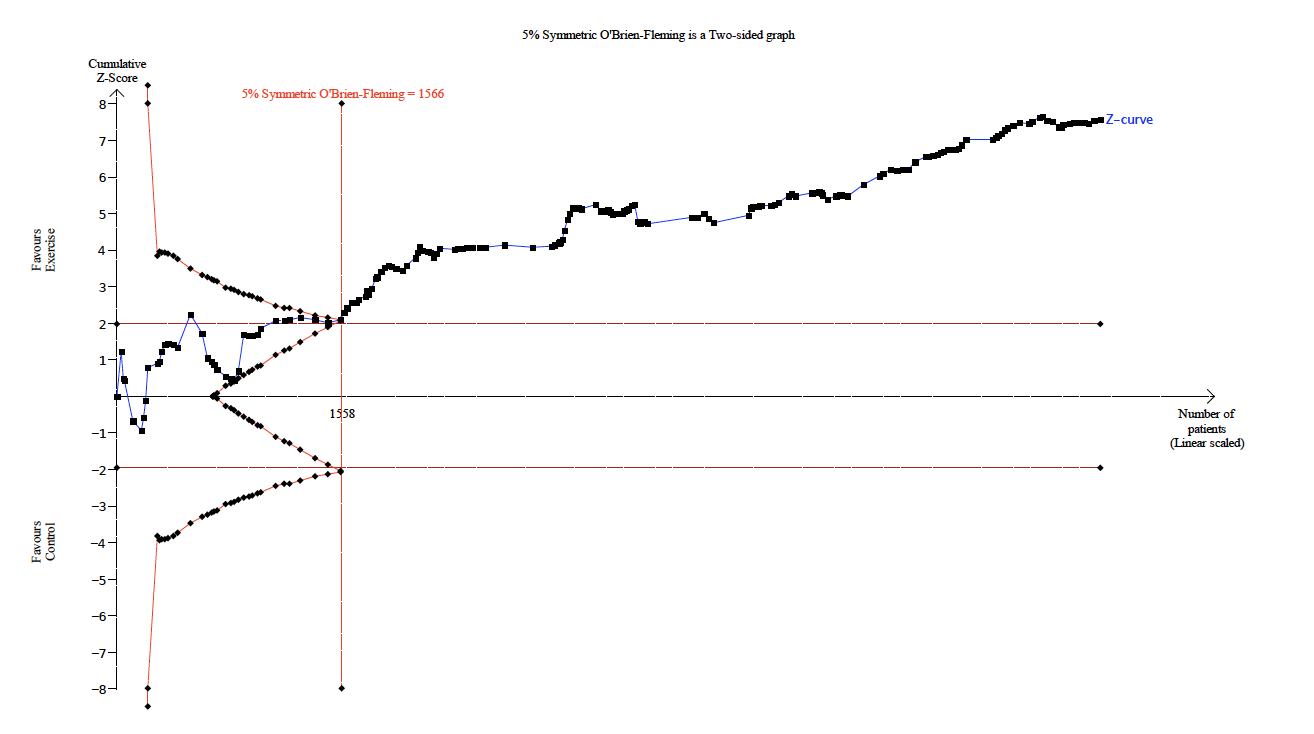 5% Symmetric O'Brien-Fleming is a Two-sided graph
Cumulative
Z-Score
5% Symmetric O'Brien-Fleming = 1566
8
7
6
5
4
3
2
1
−1
−2
−3
−4
−5
−6
−7
−8
Favours
Exercise
Favours
Control
Z-curve
1558
Number of
patients
(Linear scaled)